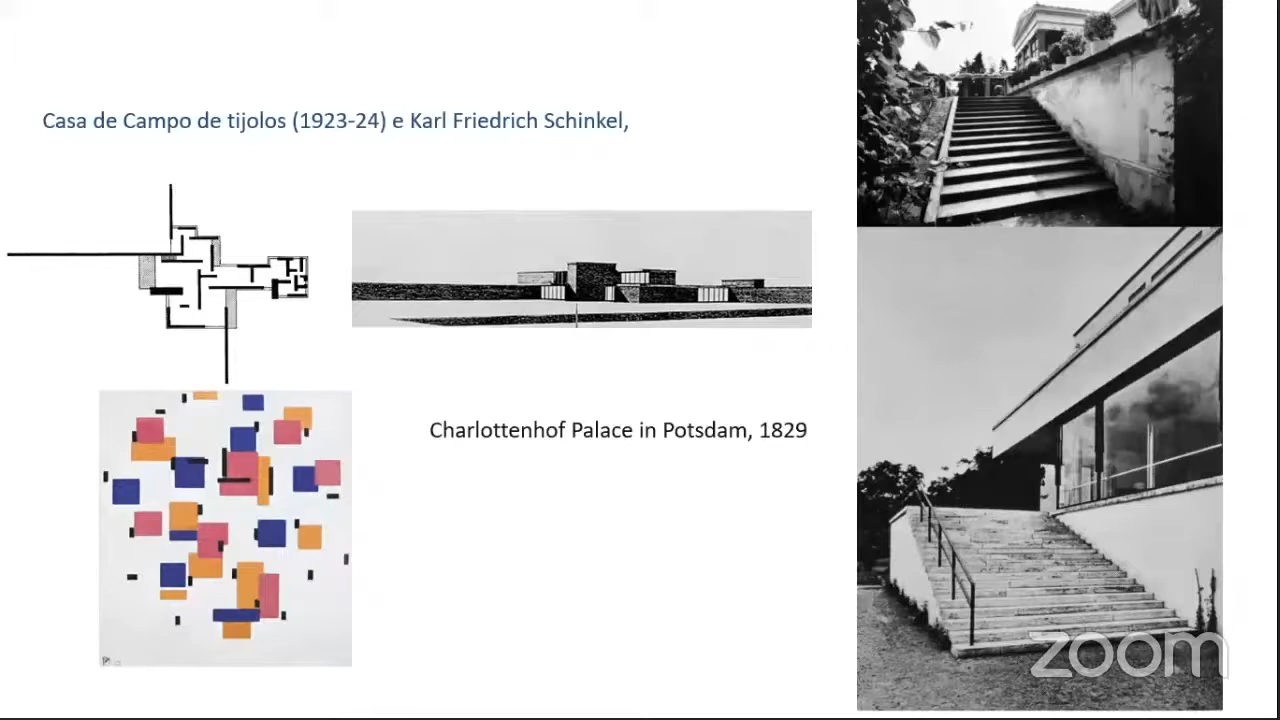 Casa de Campo de tijolos (1923-24) e Karl Friedrich Schinkel,
Charlottenhof Palace in Potsdam, 1829
zoom